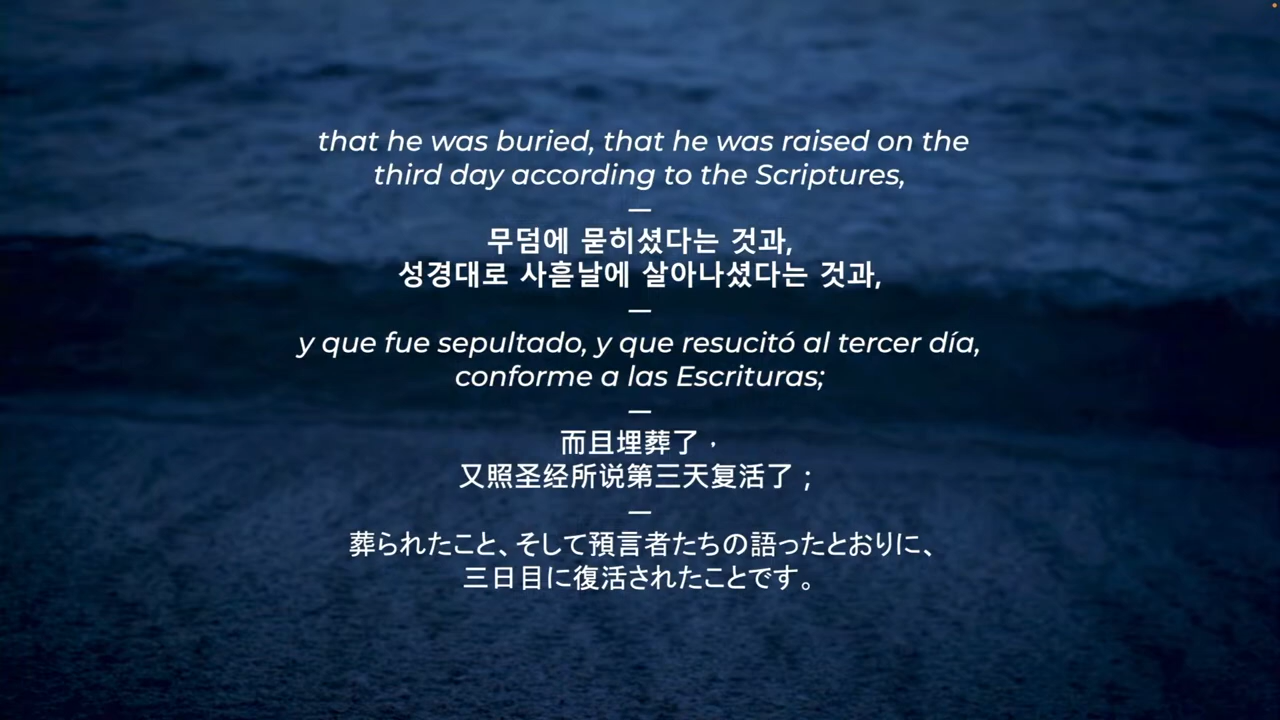 that he was buried, that he was raised on the
third day according to the Scriptures,
—
무덤에 묻히셨다는 것과,
성경대로 사흗날에 살아나셨다는 것과,
—
y que fue sepultado, y que resucitó al tercer día,
conforme a las Escrituras;
—
而且埋葬了，
又照圣经所说第三天复活了；
—
葬られたこと、そして預言者たちの語ったとおりに、
三日目に復活されたことです。